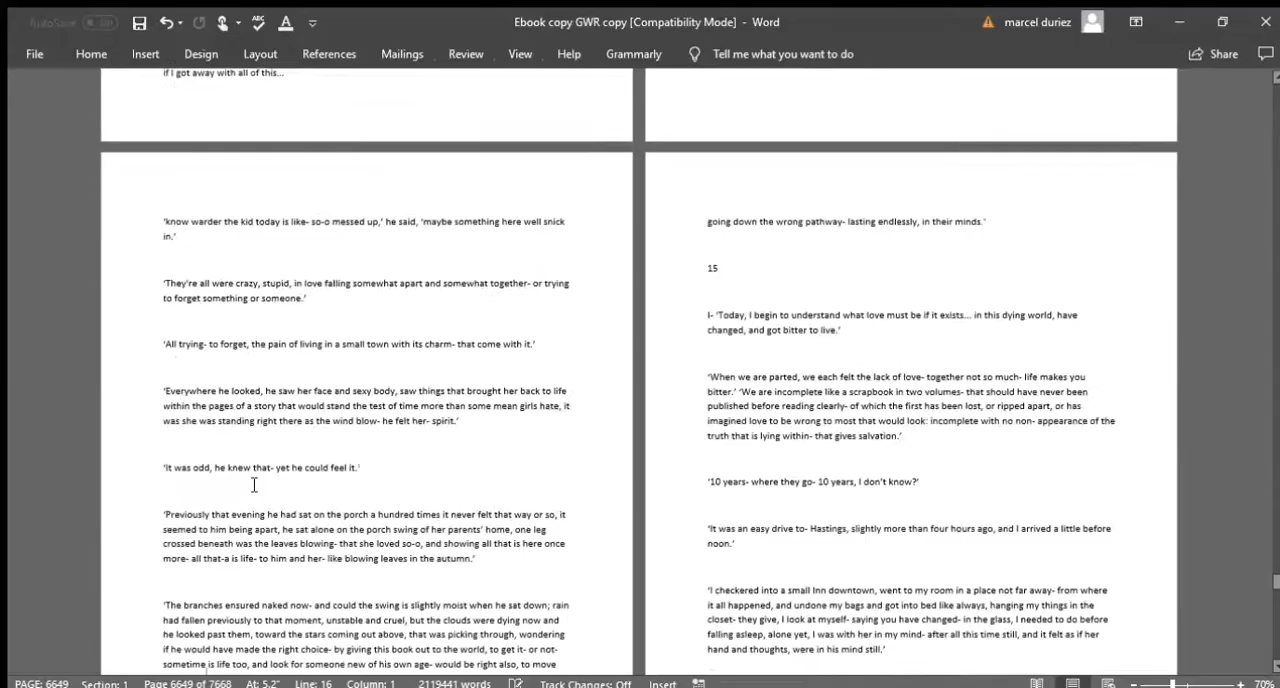 AutoSave
Ebook copy GWR copy [Compatibility Mode] - Word
marcel duriez
File Home Insert Design Layout References Mailings Review View Help Grammarly Tell me what you want to do Share
if I got away with all of this...
'know warder the kid today is like- so-o messed up,' he said, 'maybe something here well snick
in.'
'They're all were crazy, stupid, in love falling somewhat apart and somewhat together- or trying
to forget something or someone.'
'All trying- to forget, the pain of living in a small town with its charm- that come with it.'
'Everywhere he looked, he saw her face and sexy body, saw things that brought her back to life
within the pages of a story that would stand the test of time more than some mean girls hate, it
was she was standing right there as the wind blow- he felt her- spirit.'
'It was odd, he knew that- yet he could feel it.'
'Previously that evening he had sat on the porch a hundred times it never felt that way or so, it
seemed to him being apart, he sat alone on the porch swing of her parents' home, one leg
crossed beneath was the leaves blowing- that she loved so-o, and showing all that is here once
more- all that-a is life- to him and her- like blowing leaves in the autumn.'
'The branches ensured naked now- and could the swing is slightly moist when he sat down; rain
had fallen previously to that moment, unstable and cruel, but the clouds were dying now and
he looked past them, toward the stars coming out above, that was picking through, wondering
if he would have made the right choice- by giving this book out to the world, to get it- or not-
sometime is life too, and look for someone new of his own age- would be right also, to move
going down the wrong pathway- lasting endlessly, in their minds.'
15
I- 'Today, I begin to understand what love must be if it exists... in this dying world, have
changed, and got bitter to live.'
'When we are parted, we each felt the lack of love- together not so much- life makes you
bitter.' 'We are incomplete like a scrapbook in two volumes- that should have never been
published before reading clearly- of which the first has been lost, or ripped apart, or has
imagined love to be wrong to most that would look: incomplete with no non- appearance of the
truth that is lying within- that gives salvation.'
'10 years- where they go- 10 years, I don't know?'
'It was an easy drive to- Hastings, slightly more than four hours ago, and I arrived a little before
noon.'
'I checkered into a small Inn downtown, went to my room in a place not far away- from where
it all happened, and undone my bags and got into bed like always, hanging my things in the
closet- they give, I look at myself- saying you have changed- in the glass, I needed to do before
falling asleep, alone yet, I was with her in my mind- after all this time still, and it felt as if her
hand and thoughts, were in his mind still.'
PAGE: 6649 Section: 1 Page 6649 of 7668 At: 5.2" Line: 16 Column: 1 2119441 words Track Changes: Off Insert 70%